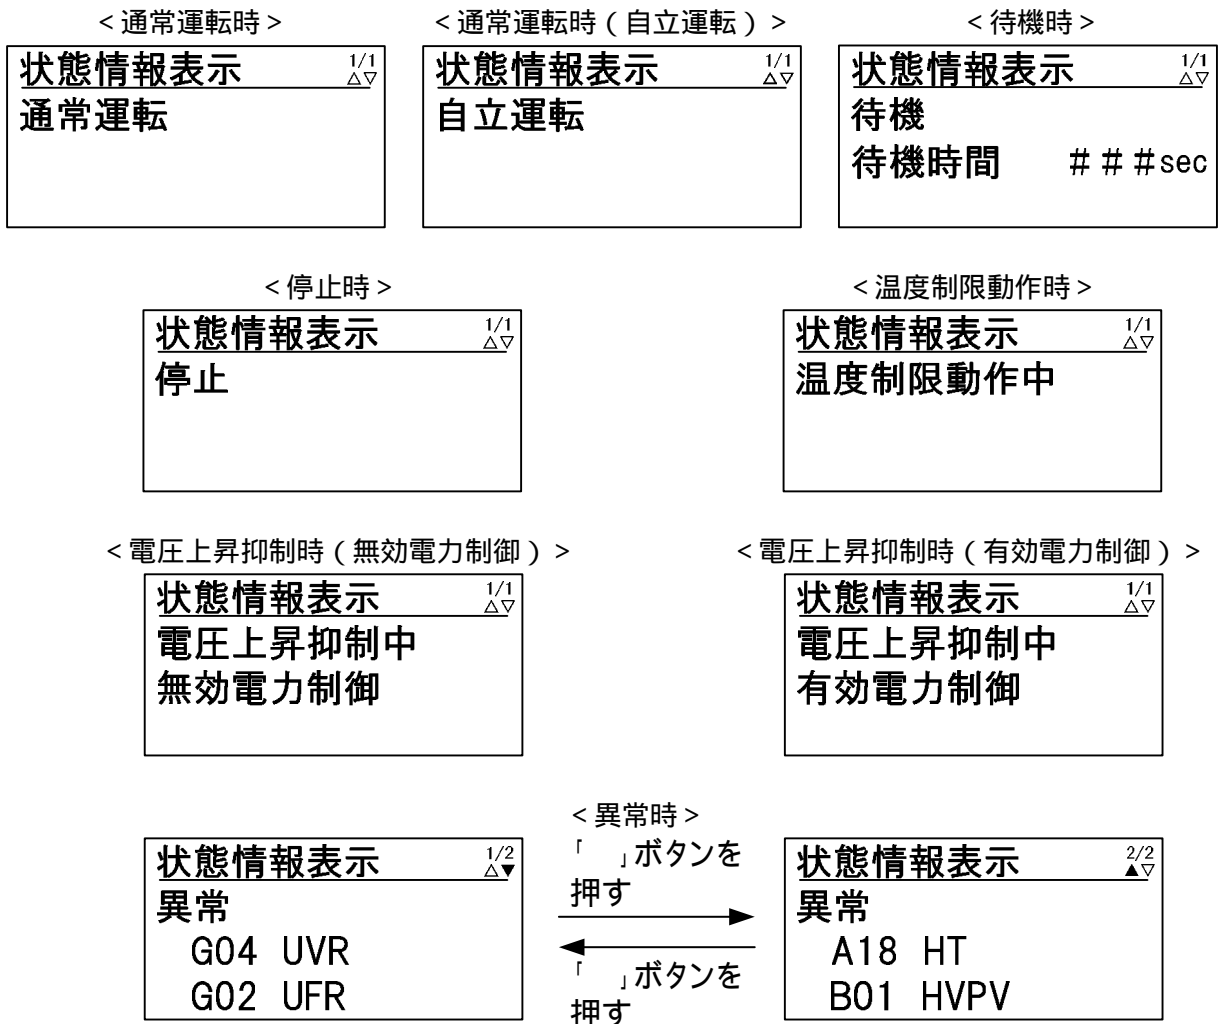 <通常運転時>
状態情報表示 1/1
△▽
通常運転
<通常運転時(自立運転)>
状態情報表示 1/1
△▽
自立運転
<待機時>
状態情報表示 1/1
△▽
待機
待機時間 ###sec
<停止時>
状態情報表示 1/1
△▽
停止
<温度制限動作時>
状態情報表示 1/1
△▽
温度制限動作中
<電圧上昇抑制時(無効電力制御)>
状態情報表示 1/1
△▽
電圧上昇抑制中
無効電力制御
<電圧上昇抑制時(有効電力制御)>
状態情報表示 1/1
△▽
電圧上昇抑制中
有効電力制御
<異常時>
状態情報表示 1/2
△▼
異常
G04 UVR
G02 UFR
「 」ボタンを
押す
「 」ボタンを
押す
状態情報表示 2/2
▲▽
異常
A18 HT
B01 HVPV